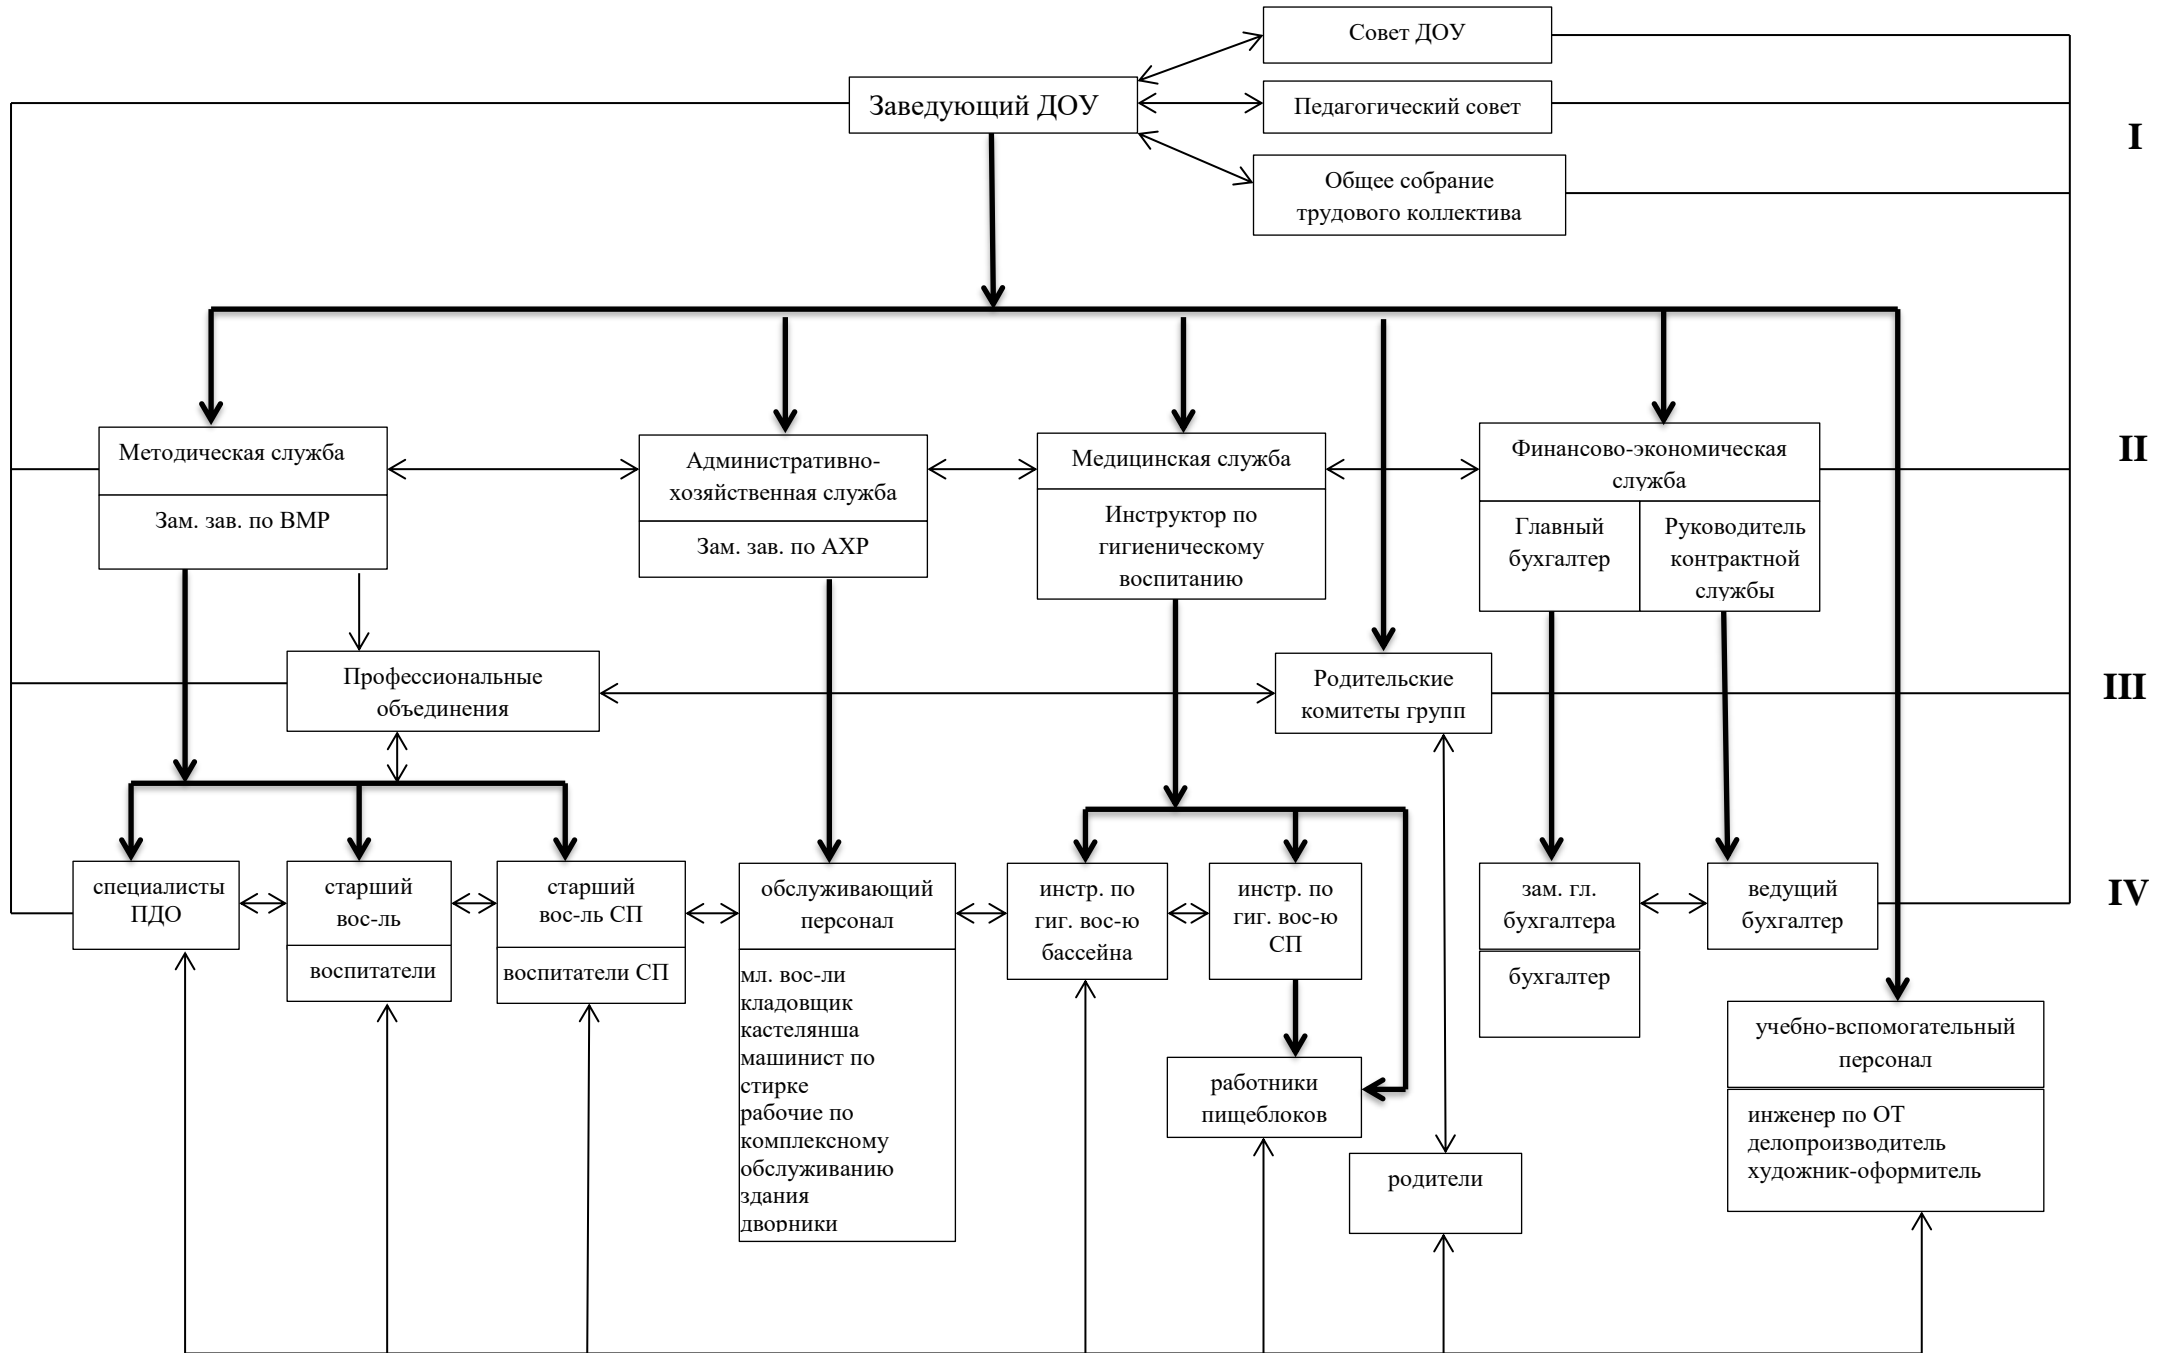 Совет ДОУ
Заведующий ДОУ
Педагогический совет
I
Общее собрание
трудового коллектива
Методическая служба
Зам. зав. по ВМР
Административно-
хозяйственная служба
Зам. зав. по АХР
Медицинская служба
Инструктор по
гигиеническому
воспитанию
Финансово-экономическая
служба
Главный
бухгалтер
Руководитель
контрактной
службы
II
Профессиональные
объединения
Родительские
комитеты групп
III
специалисты
ПДО
старший
вос-ль
воспитатели
старший
вос-ль СП
воспитатели СП
обслуживающий
персонал
мл. вос-ли
кладовщик
кастелянша
машинист по
стирке
рабочие по
комплексному
обслуживанию
здания
дворники
инстр. по
гиг. вос-ю
бассейна
инстр. по
гиг. вос-ю
СП
работники
пищеблоков
родители
зам. гл.
бухгалтера
бухгалтер
ведущий
бухгалтер
IV
учебно-вспомогательный
персонал
инженер по ОТ
делопроизводитель
художник-оформитель